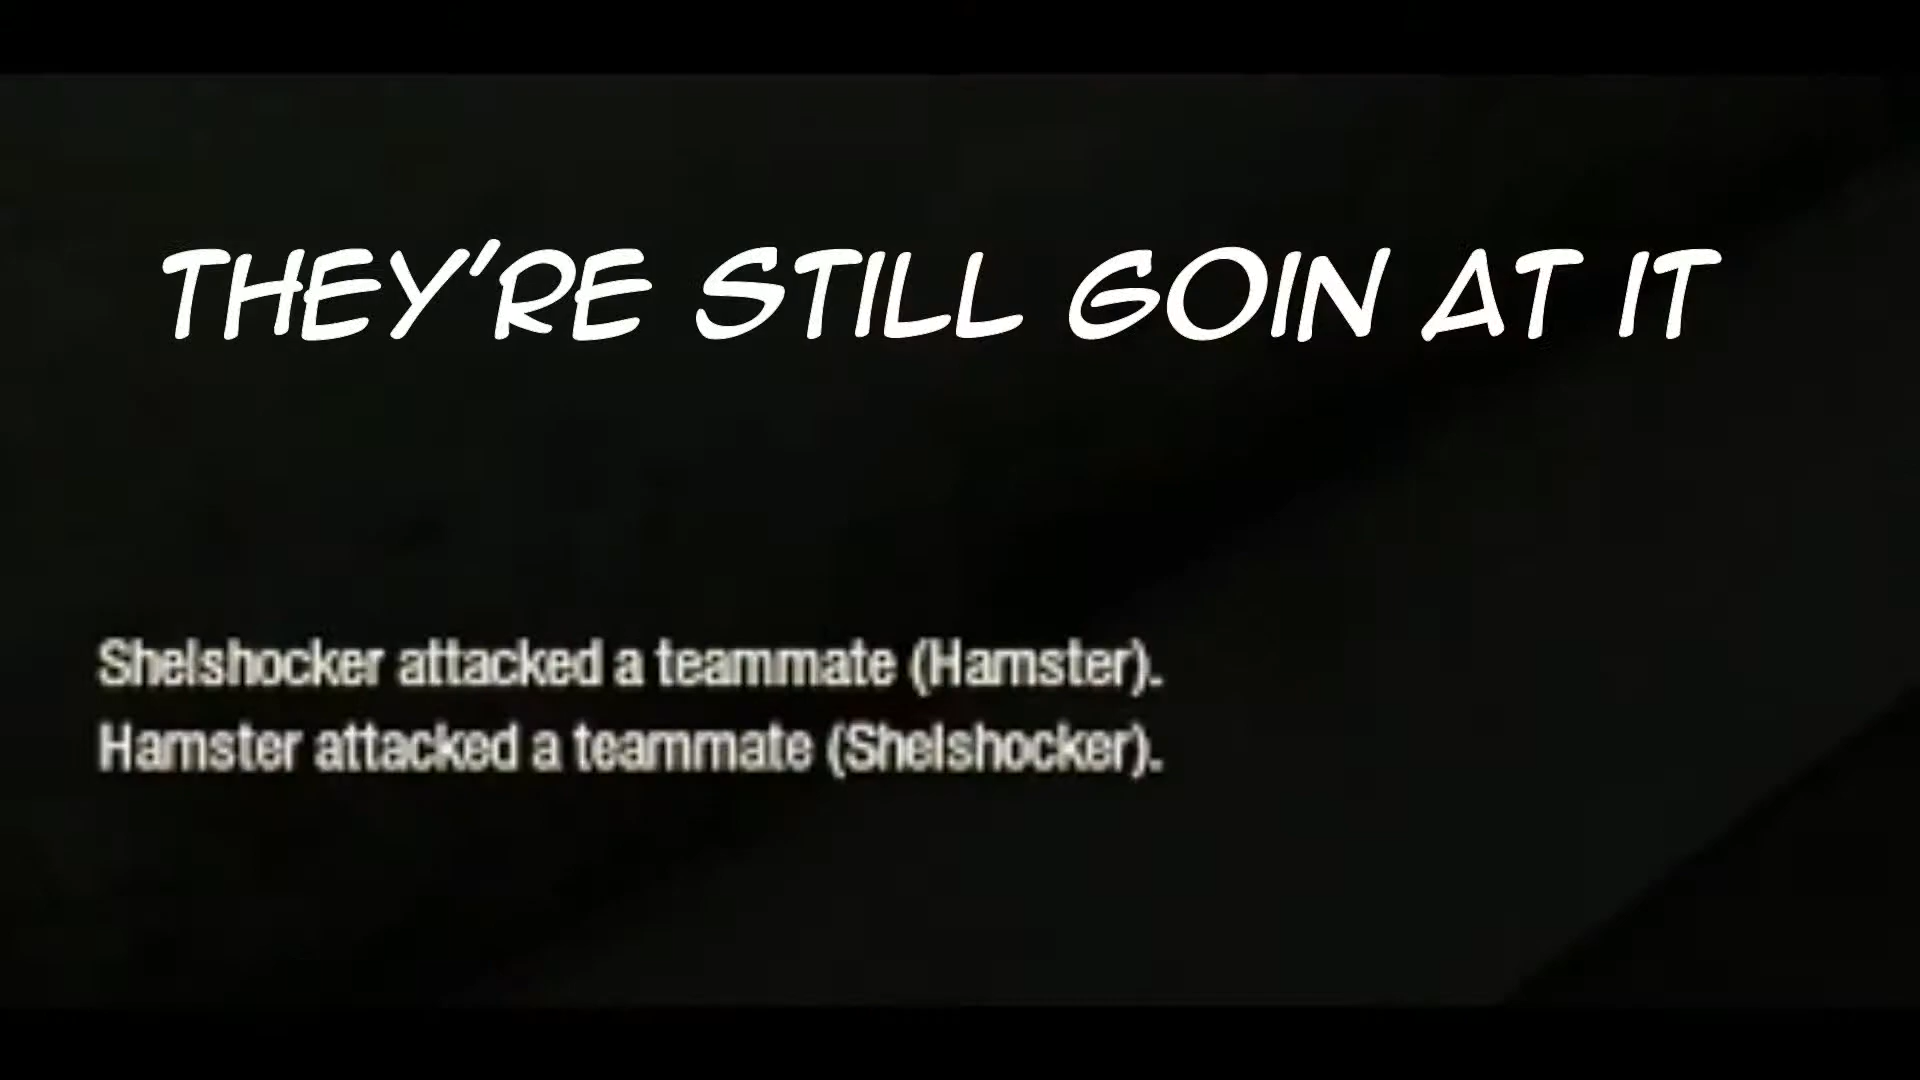 THEY'RE STILL GOIN AT IT
Shelshocker attacked a teammate (Hamster).
Hamster attacked a teammate (Shelshocker).